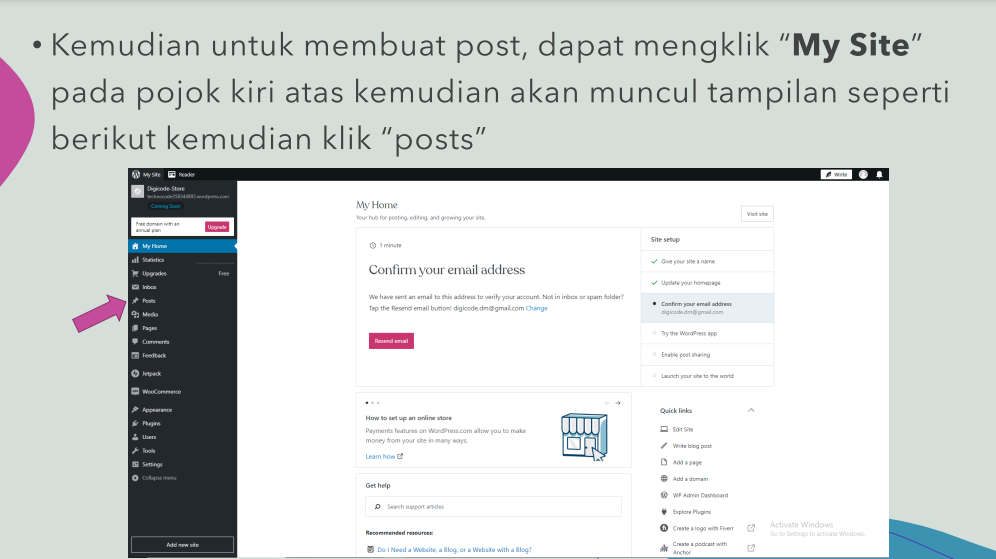 • Kemudian untuk membuat post, dapat mengklik “My Site”
pada pojok kiri atas kemudian akan muncul tampilan seperti
berikut kemudian klik “posts”
My Site
Reader
Write
Digicode-Store
Coming Soon
Free domain with an
annual plan
Upgrade
My Home
Statistics
Upgrades
Free
Inbox
Posts
Media
Pages
Comments
Feedback
Jetpack
WooCommerce
Appearance
Plugins
Users
Tools
Settings
Collapse menu
Add new site
My Home
Your hub for posting, editing, and growing your site.
Visit site
1 minute
Confirm your email address
We have sent an email to this address to verify your account. Not in inbox or spam folder?
Tap the Resend email button! digicode.dm@gmail.com Change
Resend email
Site setup
Give your site a name
Update your homepage
Confirm your email address
digicode.dm@gmail.com
Try the WordPress app
Enable post sharing
Launch your site to the world
How to set up an online store
Payments features on WordPress.com allow you to make
money from your site in many ways.
Learn how
Get help
Search support articles
Recommended resources:
Do I Need a Website, a Blog, or a Website with a Blog?
Quick links
Edit Site
Write blog post
Add a page
Add a domain
WP Admin Dashboard
Explore Plugins
Create a logo with Fiverr
Create a podcast with
Anchor
Activate Windows
Go to Settings to activate Windows.